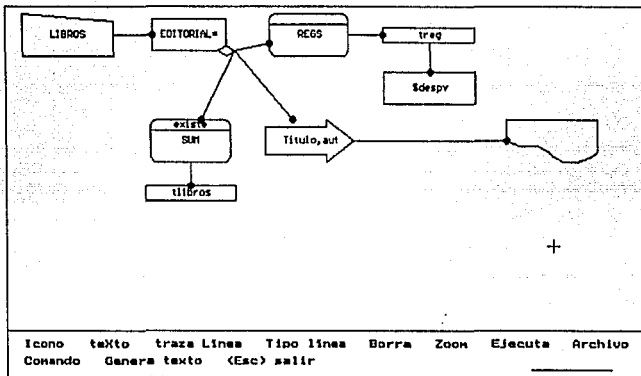 LIBROS
EDITORIAL=
REGS
treg
$despv
existe
SUM
Titulo,aut
tlibros
Icono teXto traza Linea Tipo linea Borra Zoom Ejecuta Archivo
Comando Genera texto <Esc> salir